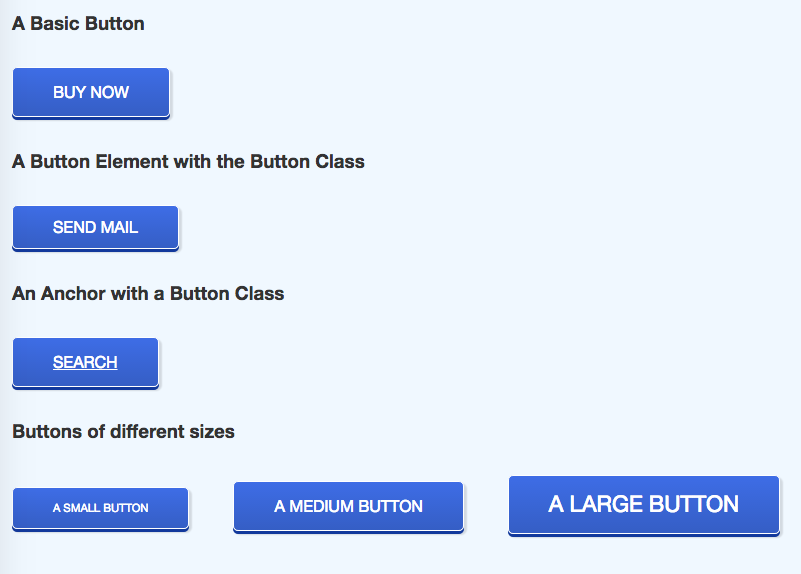 A Basic Button
BUY NOW
A Button Element with the Button Class
SEND MAIL
An Anchor with a Button Class
SEARCH
Buttons of different sizes
A SMALL BUTTON
A MEDIUM BUTTON
A LARGE BUTTON